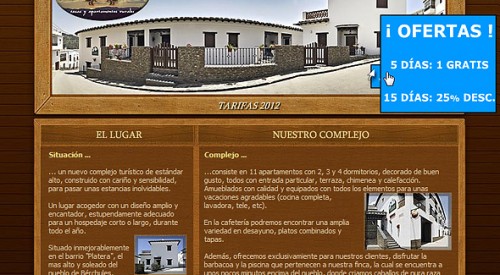 casas y apartamentos rurales
¡ OFERTAS !
5 DÍAS: 1 GRATIS
15 DÍAS: 25% DESC.
TARIFAS 2012
EL LUGAR
Situación ...
... un nuevo complejo turístico de estándar
alto, construido con cariño y sensibilidad,
para pasar unas estancias inolvidables.
Un lugar acogedor con un diseño amplio y
encantador, estupendamente adecuado
para un hospedaje corto o largo, durante
todo el año.
Situado inmejorablemente
en el barrio "Platera", el
mas alto y soleado del
pueblo de Bérchules.
NUESTRO COMPLEJO
Complejo ...
...consiste en 11 apartamentos con 2, 3 y 4 dormitorios, decorado de buen
gusto, todos con entrada particular, terraza, chimenea y calefacción.
Amueblados con calidad y equipados con todos los elementos para unas
vacaciones agradables (cocina completa,
lavadora, tele, etc).
En la cafetería podremos encontrar una amplia
variedad en desayuno, platos combinados y
tapas.
Además, ofrecemos exclusivamente para nuestros clientes, disfrutar la
barbacoa y la piscina que pertenecen a nuestra finca, la cual se encuentra a
unos pocos minutos encima del pueblo, donde criamos caballos de pura raza